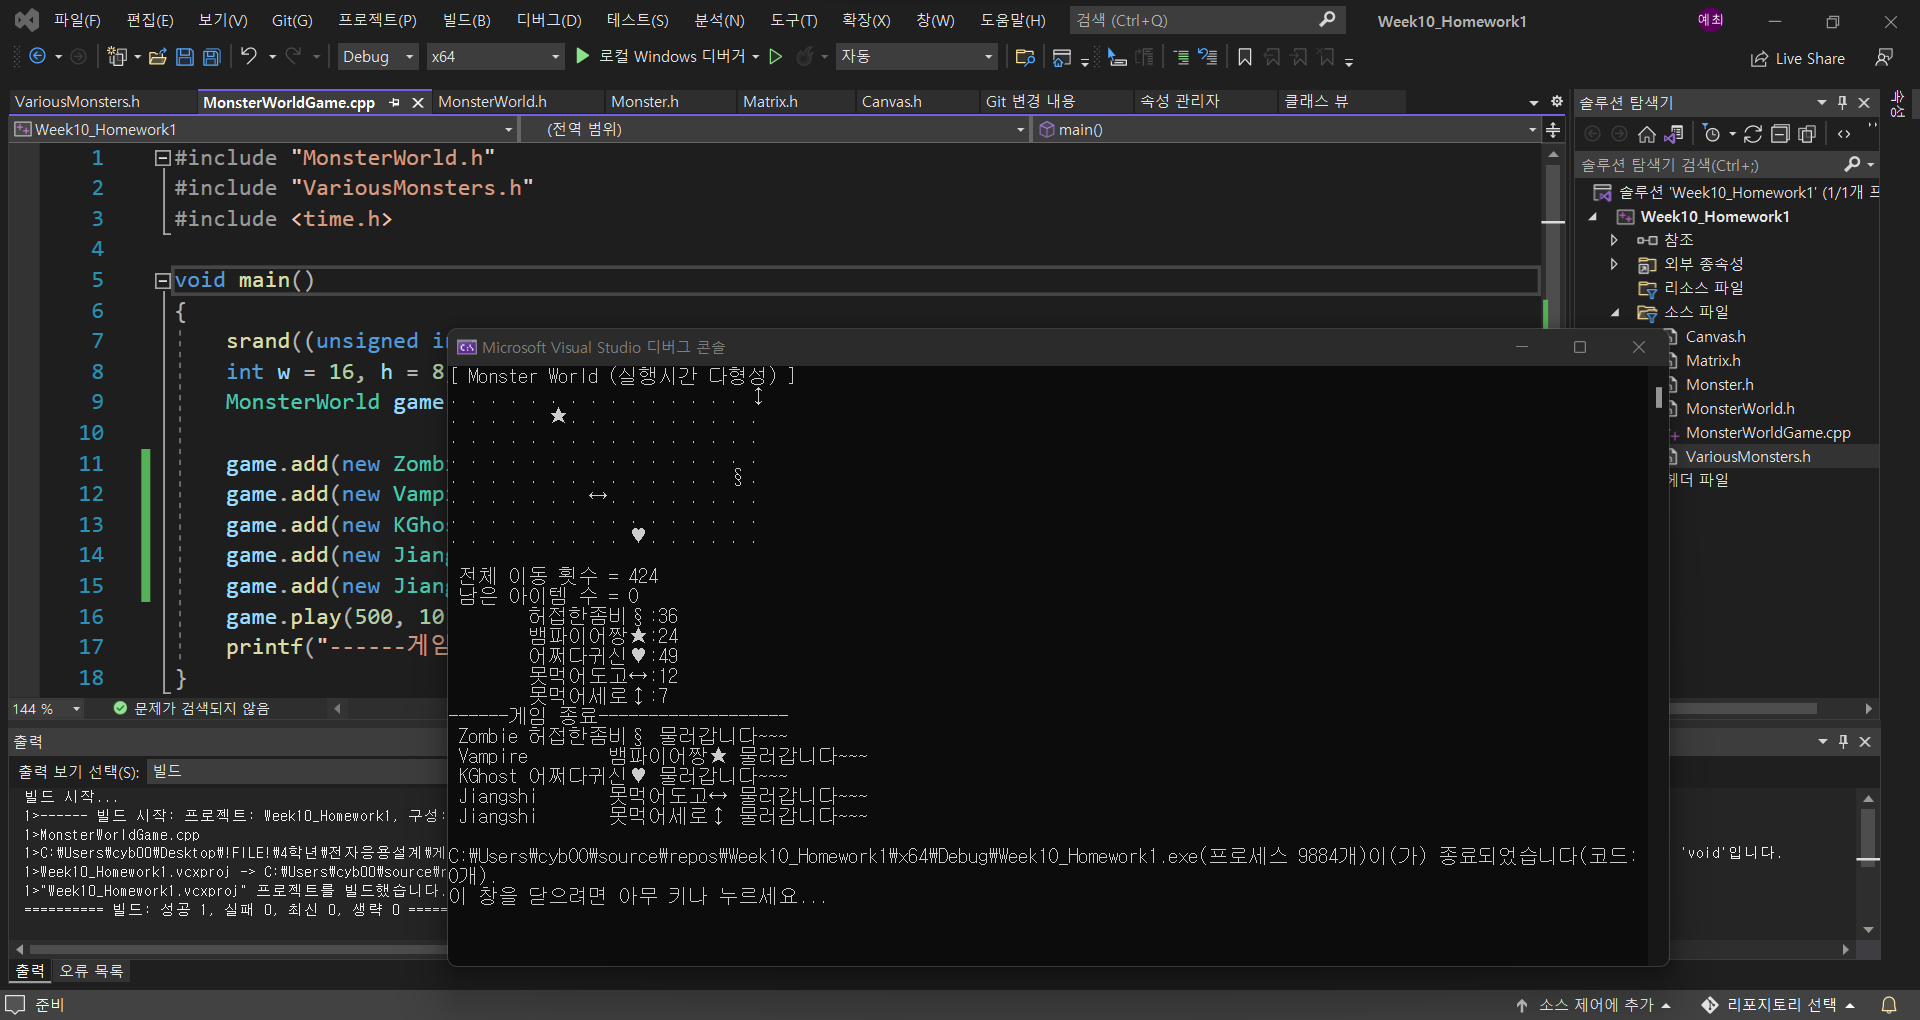 파일(F) 편집(E) 보기(V) Git(G) 프로젝트(P) 빌드(B) 디버그(D) 테스트(S) 분석(N) 도구(T) 확장(X) 창(W) 도움말(H) 검색 (Ctrl+Q) Week10_Homework1 예최
Debug x64 로컬 Windows 디버거 자동 Live Share
VariousMonsters.h MonsterWorldGame.cpp MonsterWorld.h Monster.h Matrix.h Canvas.h Git 변경 내용 속성 관리자 클래스 뷰
Week10_Homework1 (전역 범위) main()
1 #include "MonsterWorld.h"
2 #include "VariousMonsters.h"
3 #include <time.h>
4
5 void main()
6 {
7 srand((unsigned in
8 int w = 16, h = 8
9 MonsterWorld game
10
11 game.add(new Zomb
12 game.add(new Vamp
13 game.add(new KGhos
14 game.add(new Jiang
15 game.add(new Jiang
16 game.play(500, 10
17 printf("------게임
18 }
144 % 문제가 검색되지 않음
Microsoft Visual Studio 디버그 콘솔
[ Monster World (실행시간 다형성) ]
. . . . . . . . . . . . . . . ↕
. . . . . ★ . . . . . . . . . .
. . . . . . . . . . . . . . . .
. . . . . . . . . . . . . . . .
. . . . . . . . . . . . . . § .
. . . . . . . ↔ . . . . . . . .
. . . . . . . . . . . . . . . .
. . . . . . . . . ♥ . . . . . .
전체 이동 횟수 = 424
남은 아이템 수 = 0
허접한좀비§:36
뱀파이어짱★:24
어쩌다귀신♥:49
못먹어도고↔:12
못먹어세로↕:7
------게임 종료-------------------
Zombie 허접한좀비§ 물러갑니다~~~
Vampire 뱀파이어짱★ 물러갑니다~~~
KGhost 어쩌다귀신♥ 물러갑니다~~~
Jiangshi 못먹어도고↔ 물러갑니다~~~
Jiangshi 못먹어세로↕ 물러갑니다~~~
C:₩Users₩cyb00₩source₩repos₩Week10_Homework1₩x64₩Debug₩Week10_Homework1.exe(프로세스 9884개)이(가) 종료되었습니다(코드:
0개).
이 창을 닫으려면 아무 키나 누르세요...
솔루션 탐색기
솔루션 탐색기 검색(Ctrl+;)
솔루션 'Week10_Homework1' (1/1개 프
Week10_Homework1
참조
외부 종속성
리소스 파일
소스 파일
Canvas.h
Matrix.h
Monster.h
MonsterWorld.h
MonsterWorldGame.cpp
VariousMonsters.h
헤더 파일
속성
출력
출력 보기 선택(S): 빌드
빌드 시작...
1>------ 빌드 시작: 프로젝트: Week10_Homework1, 구성:
1>MonsterWorldGame.cpp
1>C:₩Users₩cyb00₩Desktop₩!FILE!₩4학년₩전자응용설계₩게 'void'입니다.
1>Week10_Homework1.vcxproj -> C:₩Users₩cyb00₩source₩r
1>"Week10_Homework1.vcxproj" 프로젝트를 빌드했습니다.
========== 빌드: 성공 1, 실패 0, 최신 0, 생략 0 =====
출력 오류 목록
준비 소스 제어에 추가 리포지토리 선택